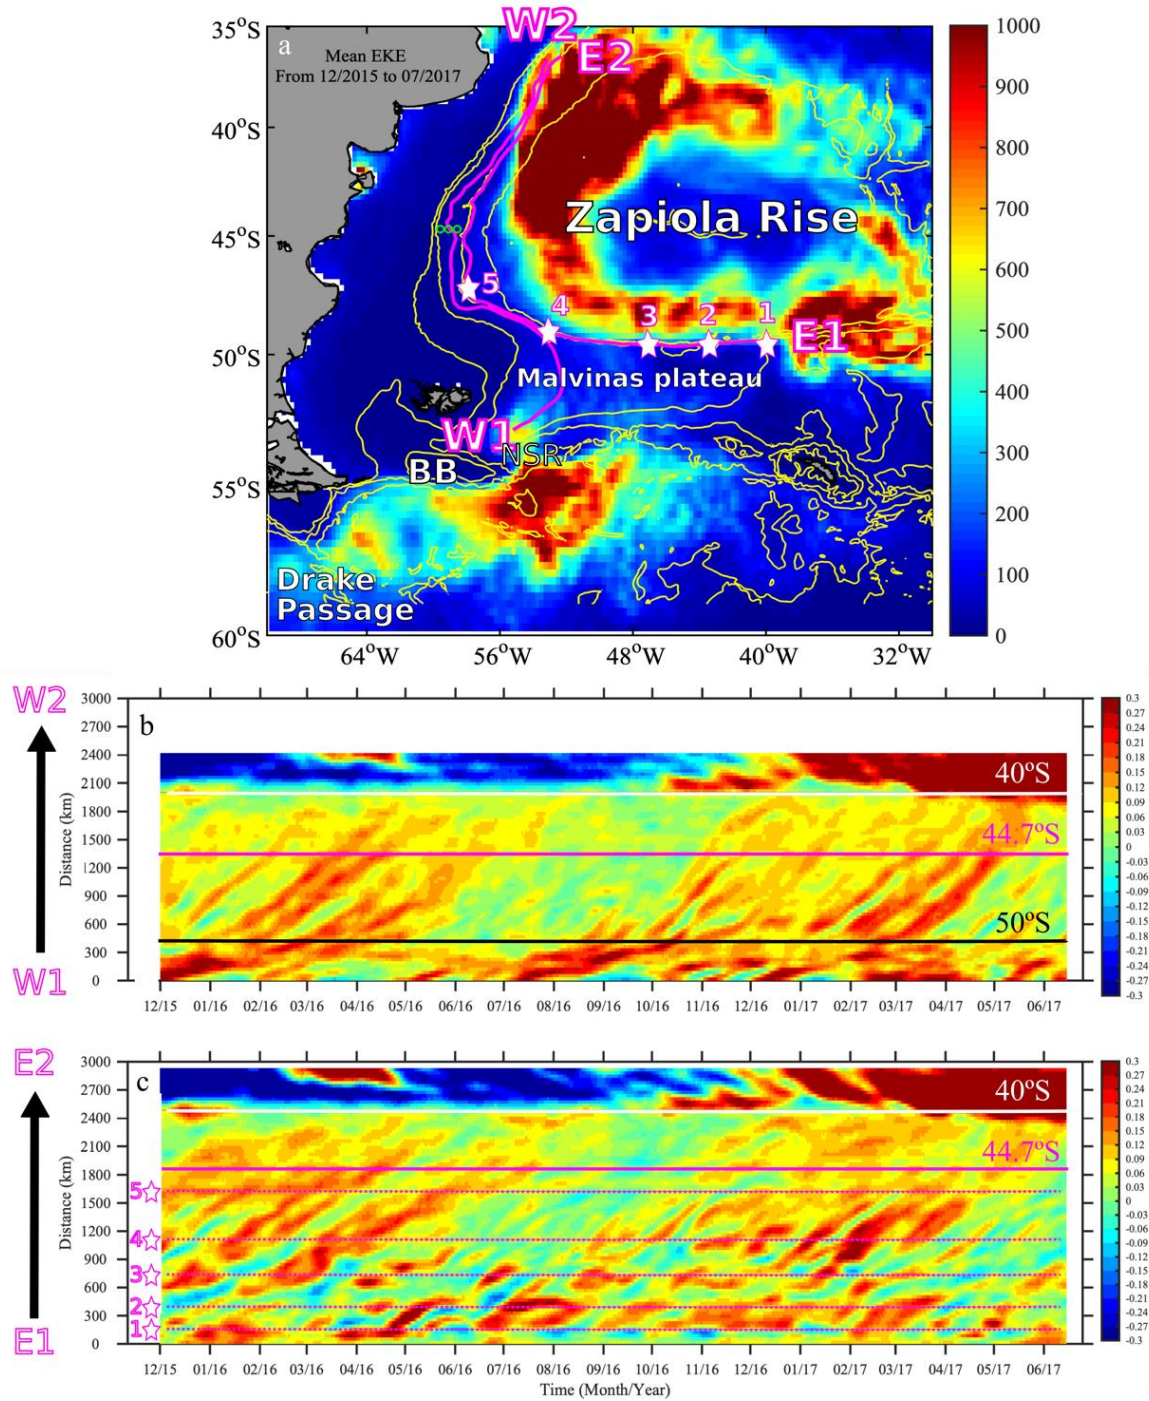 W2
E2
35°S
a
Mean EKE
From 12/2015 to 07/2017
1000
900
40°S
800
700
Zapiola Rise
45°S
600
5
4
3
2
1
500
E1
50°S
400
Malvinas plateau
300
W1
NSR
BB
55°S
200
100
Drake
Passage
60°S
0
64°W
56°W
48°W
40°W
32°W
W2
W1
Distance (km)
3000
2700
2400
2100
1800
1500
1200
900
600
300
0
b
40°S
44.7°S
50°S
0.3
0.27
0.24
0.21
0.18
0.15
0.12
0.09
0.06
0.03
0
-0.03
-0.06
-0.09
-0.12
-0.15
-0.18
-0.21
-0.24
-0.27
-0.3
12/15 01/16 02/16 03/16 04/16 05/16 06/16 07/16 08/16 09/16 10/16 11/16 12/16 01/17 02/17 03/17 04/17 05/17 06/17
E2
E1
Distance (km)
3000
2700
2400
2100
1800
1500
1200
900
600
300
0
5
4
3
2
1
c
40°S
44.7°S
0.3
0.27
0.24
0.21
0.18
0.15
0.12
0.09
0.06
0.03
0
-0.03
-0.06
-0.09
-0.12
-0.15
-0.18
-0.21
-0.24
-0.27
-0.3
12/15 01/16 02/16 03/16 04/16 05/16 06/16 07/16 08/16 09/16 10/16 11/16 12/16 01/17 02/17 03/17 04/17 05/17 06/17
Time (Month/Year)